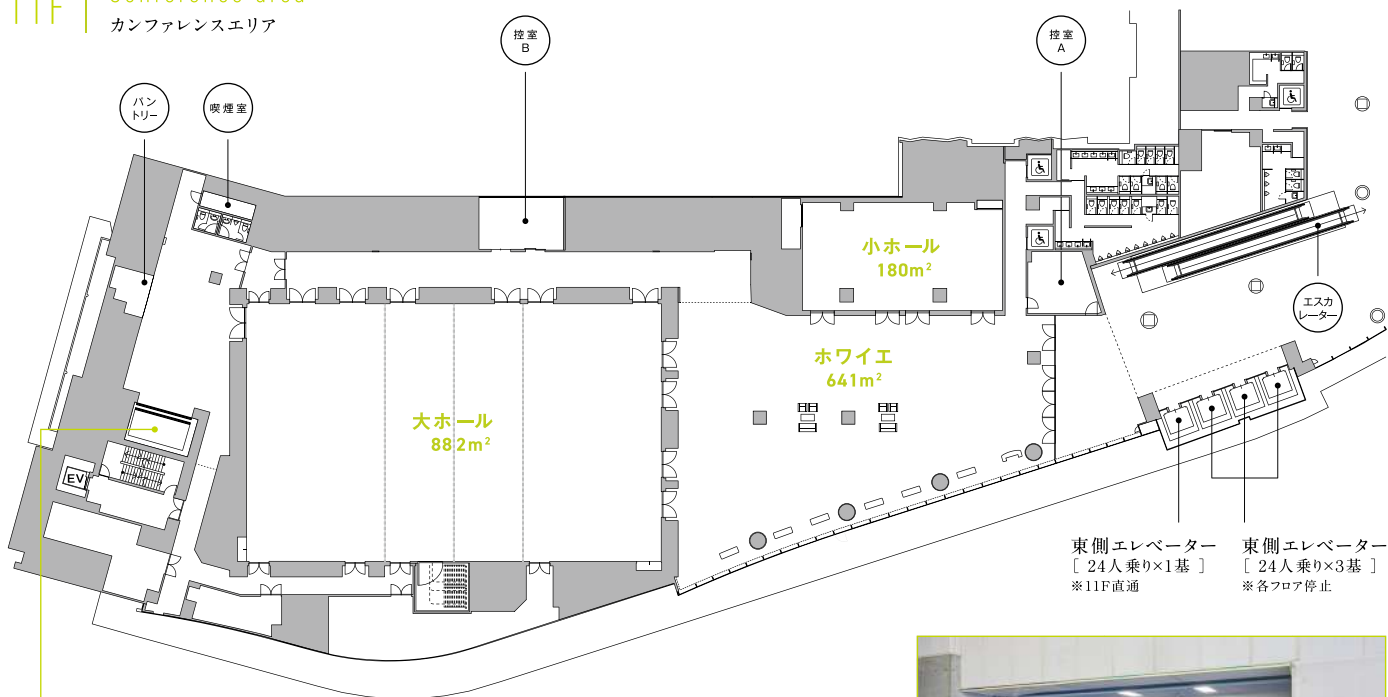 11F
Conference area
カンファレンスエリア
控室
B
控室
A
パン
トリー
喫煙室
小ホール
180m²
エスカ
レーター
ホワイエ
641m²
大ホール
882m²
EV
東側エレベーター
[ 24人乗り×1基 ]
※11F直通
東側エレベーター
[ 24人乗り×3基 ]
※各フロア停止